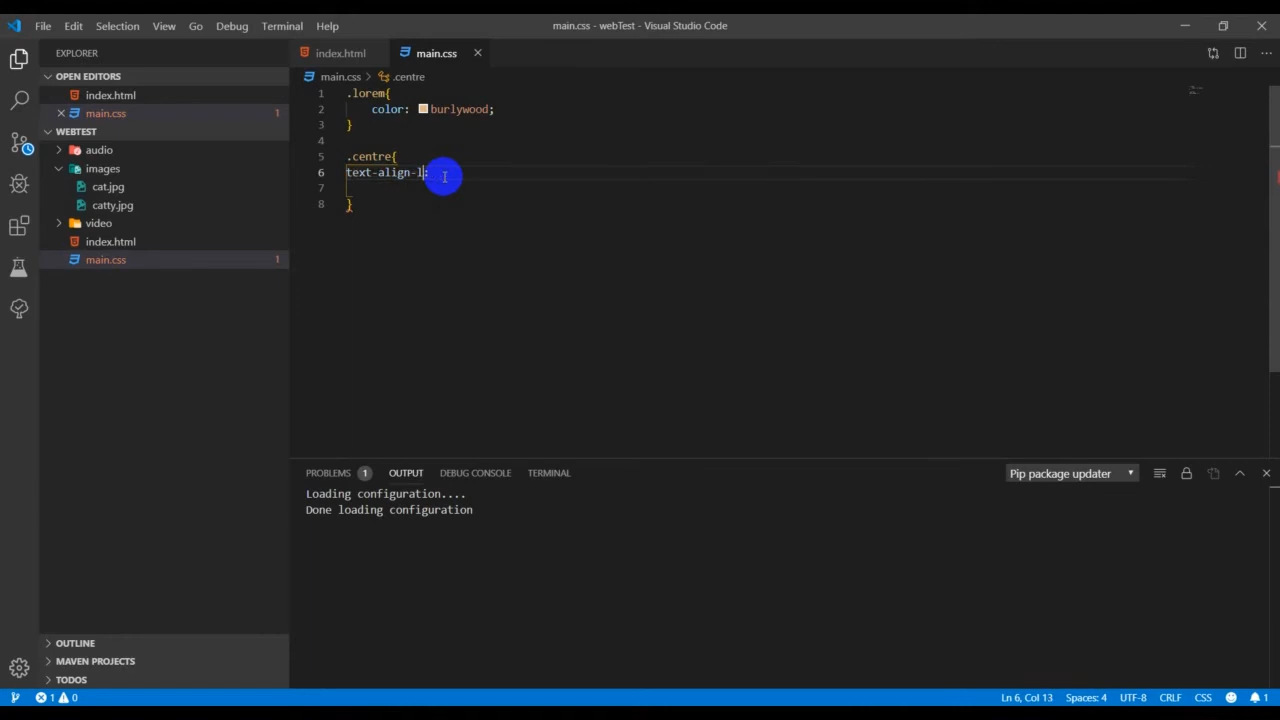 File Edit Selection View Go Debug Terminal Help
main.css - webTest - Visual Studio Code
EXPLORER
OPEN EDITORS
index.html
main.css 1
WEBTEST
audio
images
cat.jpg
catty.jpg
video
index.html
main.css 1
OUTLINE
MAVEN PROJECTS
TODOS
index.html main.css
main.css > .centre
1 .lorem{
2 color: burlywood;
3 }
4
5 .centre{
6 text-align-l:
7
8 }
PROBLEMS 1 OUTPUT DEBUG CONSOLE TERMINAL
Pip package updater
Loading configuration....
Done loading configuration
1 0
Ln 6, Col 13 Spaces: 4 UTF-8 CRLF CSS 1